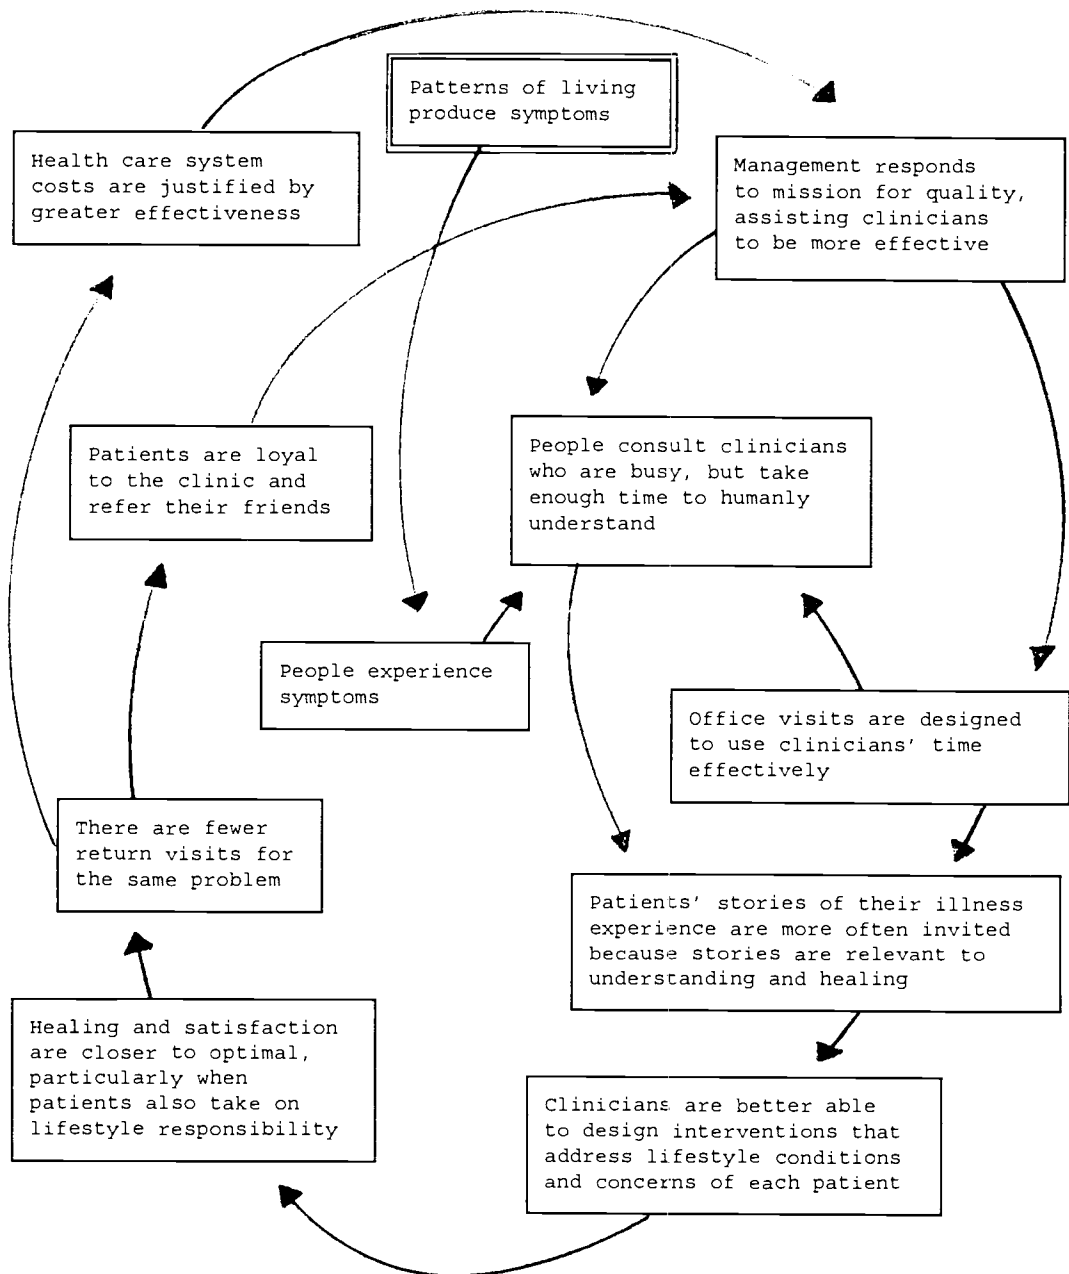 Patterns of living
produce symptoms
Health care system
costs are justified by
greater effectiveness
Management responds
to mission for quality,
assisting clinicians
to be more effective
Patients are loyal
to the clinic and
refer their friends
People consult clinicians
who are busy, but take
enough time to humanly
understand
People experience
symptoms
Office visits are designed
to use clinicians' time
effectively
There are fewer
return visits for
the same problem
Patients' stories of their illness
experience are more often invited
because stories are relevant to
understanding and healing
Healing and satisfaction
are closer to optimal,
particularly when
patients also take on
lifestyle responsibility
Clinicians are better able
to design interventions that
address lifestyle conditions
and concerns of each patient